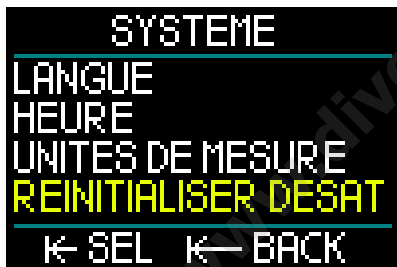 SYSTEME
LANGUE
HEURE
UNITES DE MESURE
REINITIALISER DESAT
SEL BACK